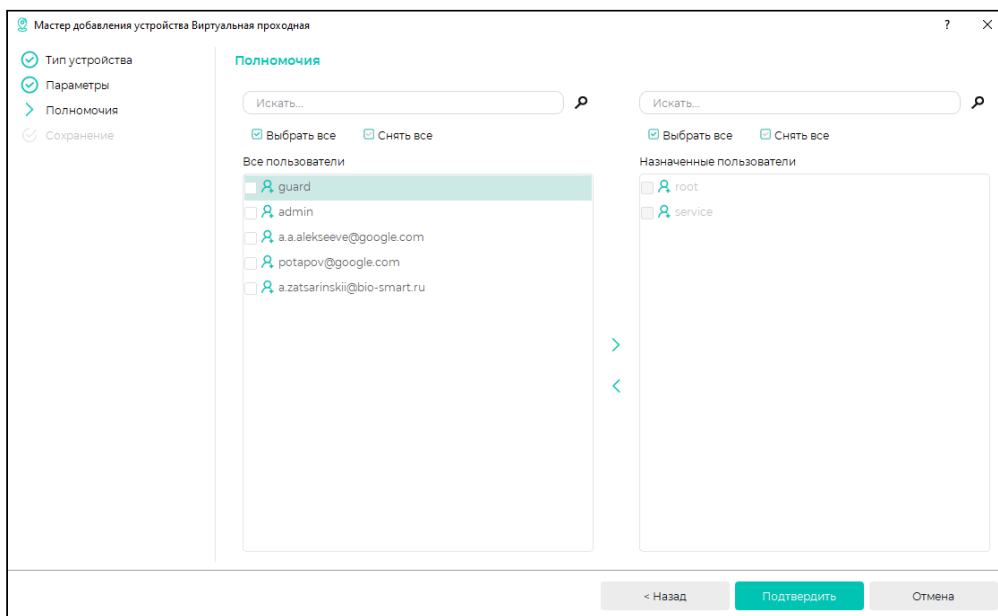 Мастер добавления устройства Виртуальная проходная
?
Тип устройства
Параметры
Полномочия
Сохранение
Полномочия
Искать...
Выбрать все
Снять все
Все пользователи
guard
admin
a.a.alekseeve@google.com
potapov@google.com
a.zatsarinskii@bio-smart.ru
>
<
Искать...
Выбрать все
Снять все
Назначенные пользователи
root
service
< Назад
Подтвердить
Отмена